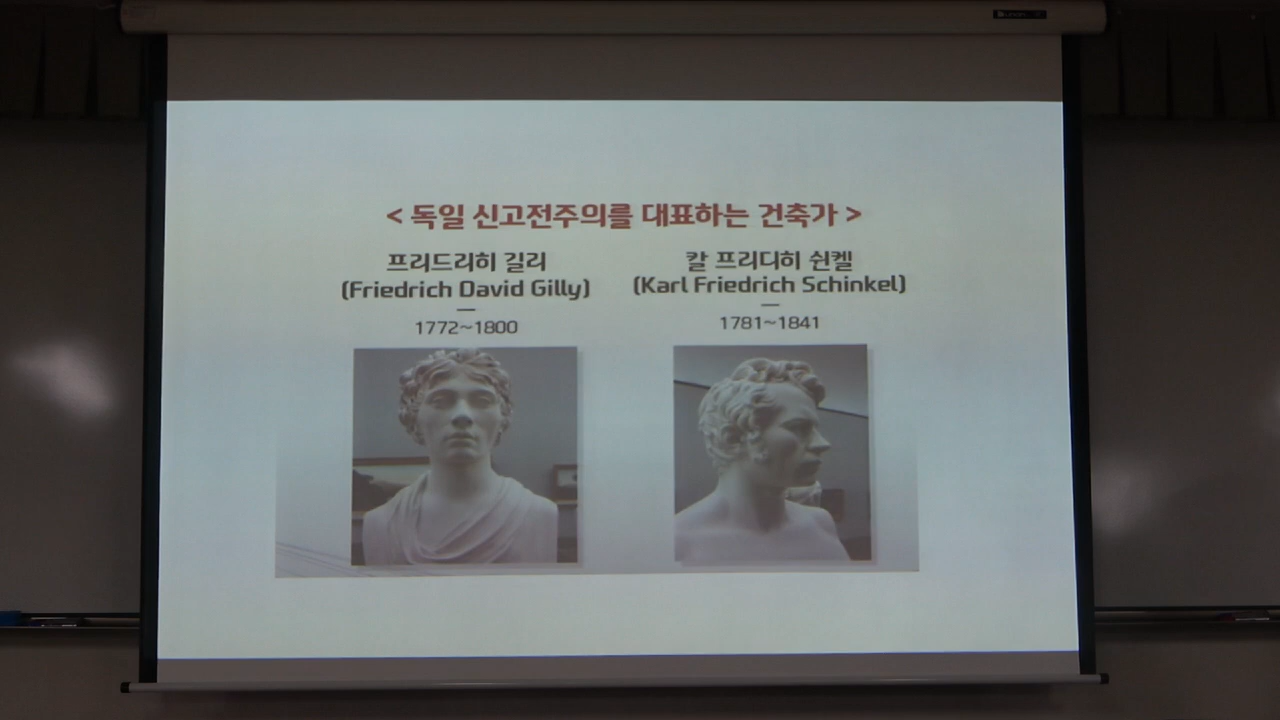 < 독일 신고전주의를 대표하는 건축가 >
프리드리히 길리
(Friedrich David Gilly)
1772~1800
칼 프리디히 쉰켈
(Karl Friedrich Schinkel)
1781~1841